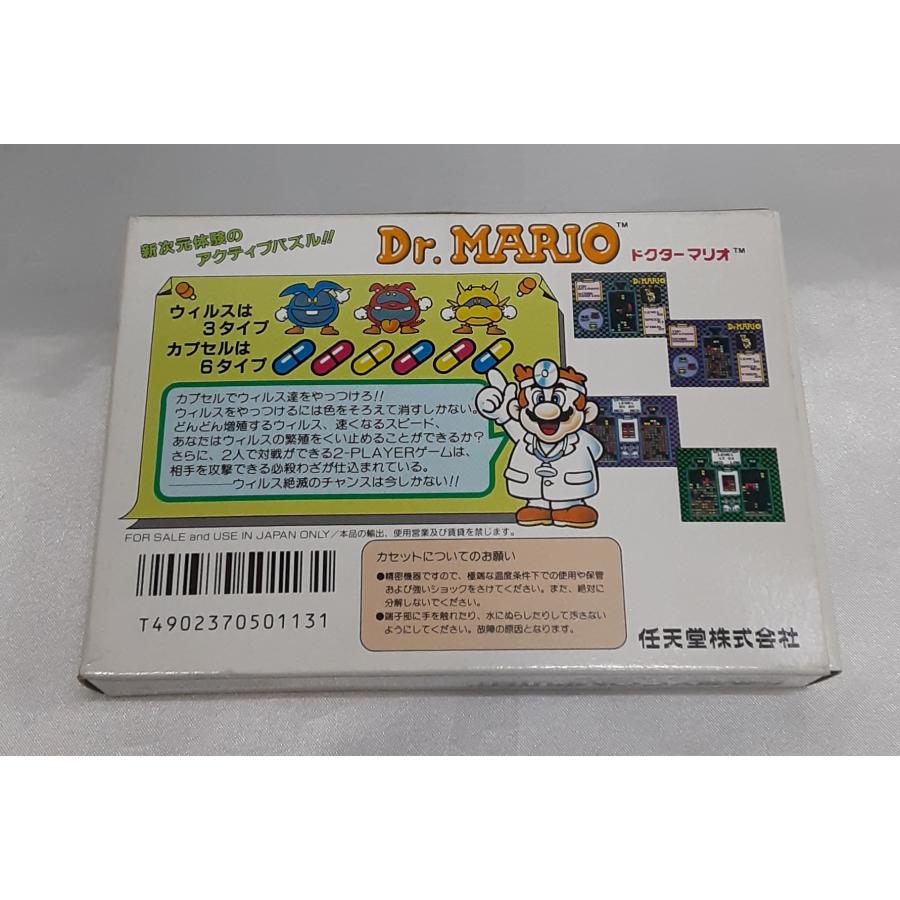 新次元体験の
アクティブパズル!!
Dr. MARIO™
ドクターマリオ™
ウィルスは
3タイプ
カプセルは
6タイプ
カプセルでウィルス達をやっつけろ!!
ウィルスをやっつけるには色をそろえて消すしかない。
どんどん増殖するウィルス、速くなるスピード、
あなたはウィルスの繁殖をくい止めることができるか?
さらに、2人で対戦ができる2-PLAYERゲームは、
相手を攻撃できる必殺わざが仕込まれている。
———ウィルス絶滅のチャンスは今しかない!!
FOR SALE and USE IN JAPAN ONLY/本品の輸出、使用営業及び賃貸を禁じます。
T4902370501131
カセットについてのお願い
●精密機器ですので、極端な温度条件下での使用や保管
および強いショックをさけてください。また、絶対に
分解しないでください。
●端子部に手を触れたり、水にぬらしたりして汚さない
ようにしてください。故障の原因となります。
任天堂株式会社